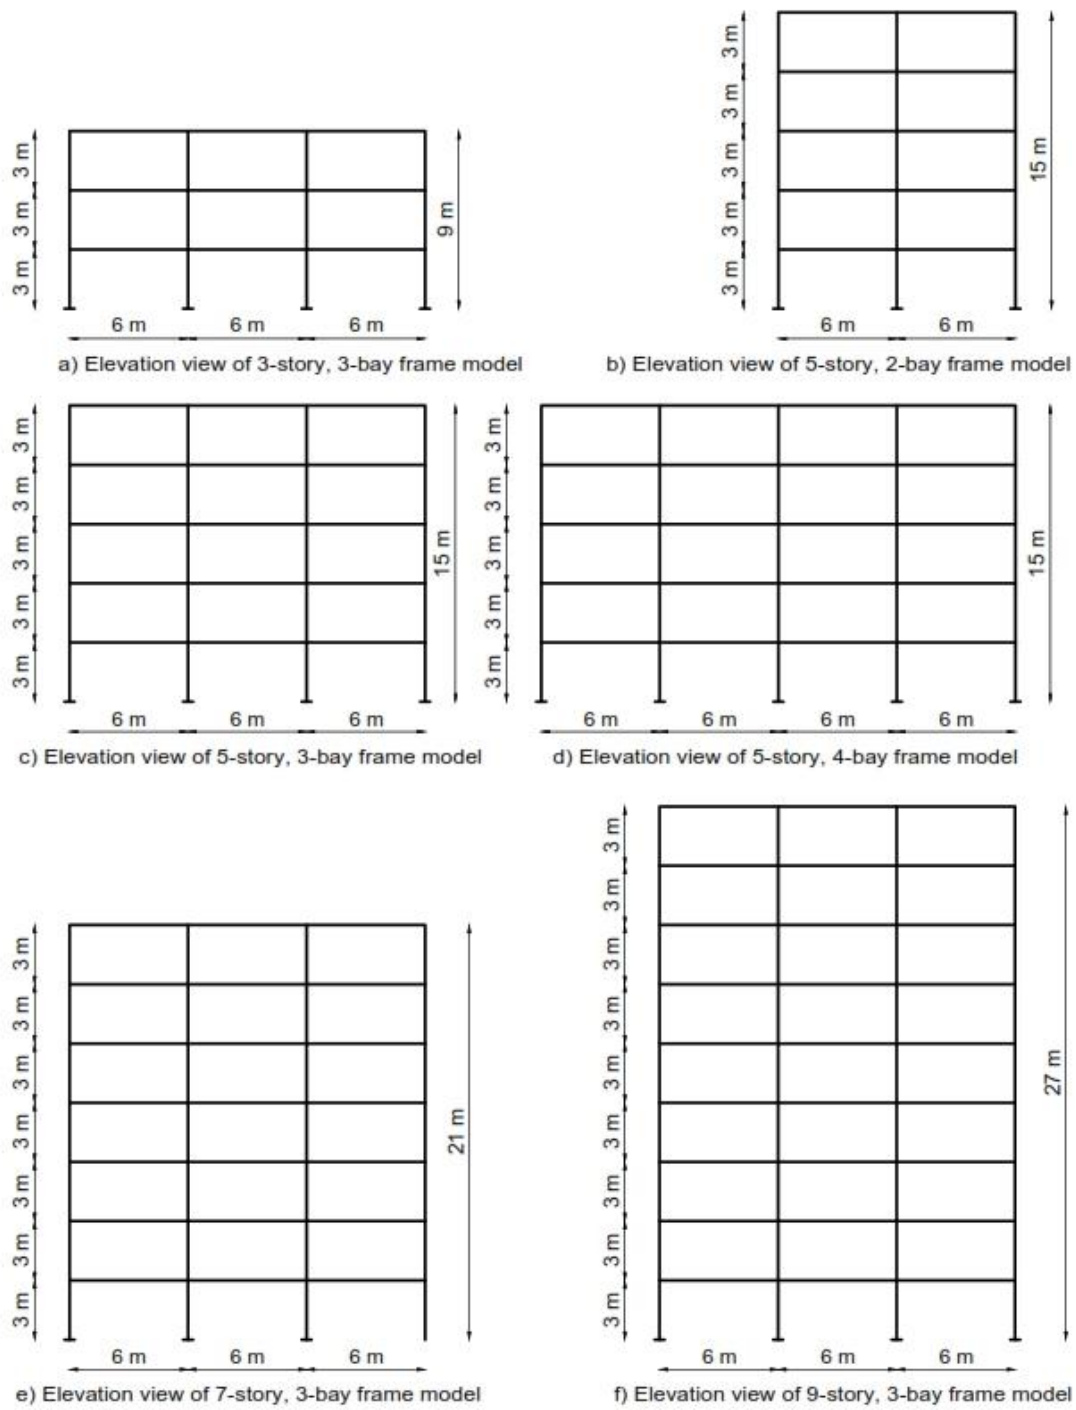 3 m
3 m
3 m
9 m
6 m 6 m 6 m
a) Elevation view of 3-story, 3-bay frame model
3 m
3 m
3 m
3 m
3 m
15 m
6 m 6 m
b) Elevation view of 5-story, 2-bay frame model
3 m
3 m
3 m
3 m
3 m
15 m
6 m 6 m 6 m
c) Elevation view of 5-story, 3-bay frame model
3 m
3 m
3 m
3 m
3 m
15 m
6 m 6 m 6 m 6 m
d) Elevation view of 5-story, 4-bay frame model
3 m
3 m
3 m
3 m
3 m
3 m
3 m
21 m
6 m 6 m 6 m
e) Elevation view of 7-story, 3-bay frame model
3 m
3 m
3 m
3 m
3 m
3 m
3 m
3 m
3 m
27 m
6 m 6 m 6 m
f) Elevation view of 9-story, 3-bay frame model